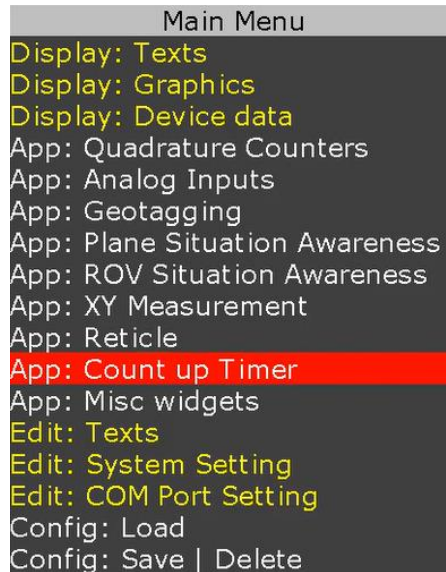 Main Menu
Display: Texts
Display: Graphics
Display: Device data
App: Quadrature Counters
App: Analog Inputs
App: Geotagging
App: Plane Situation Awareness
App: ROV Situation Awareness
App: XY Measurement
App: Reticle
App: Count up Timer
App: Misc widgets
Edit: Texts
Edit: System Setting
Edit: COM Port Setting
Config: Load
Config: Save | Delete